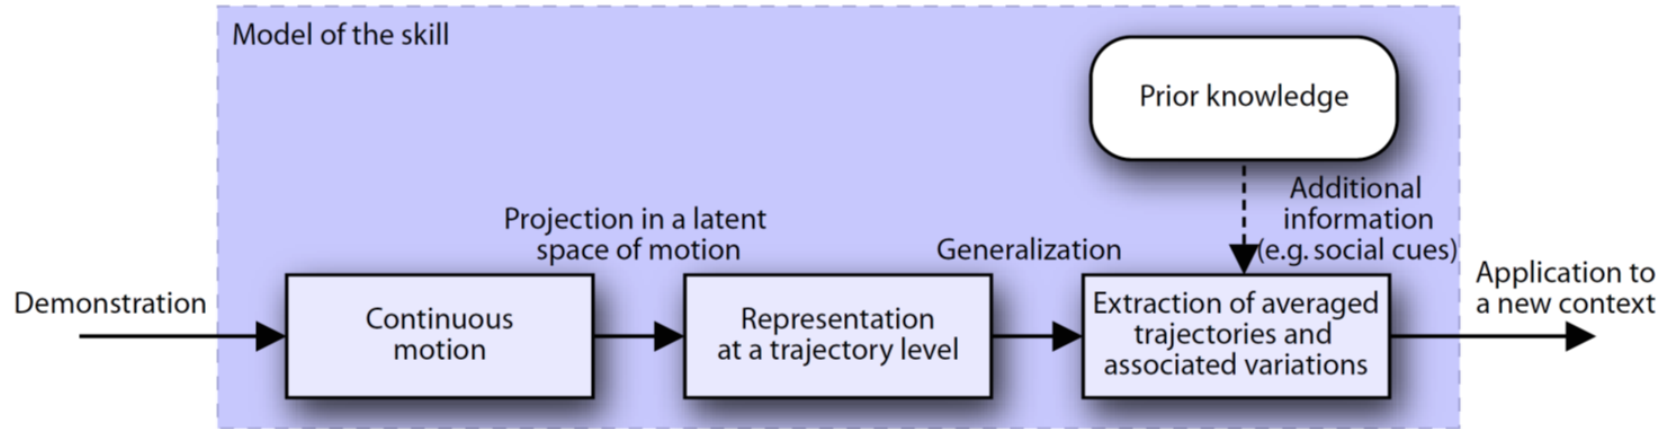 Model of the skill
Prior knowledge
Additional
information
(e.g. social cues)
Projection in a latent
space of motion
Generalization
Demonstration
Continuous
motion
Representation
at a trajectory level
Extraction of averaged
trajectories and
associated variations
Application to
a new context